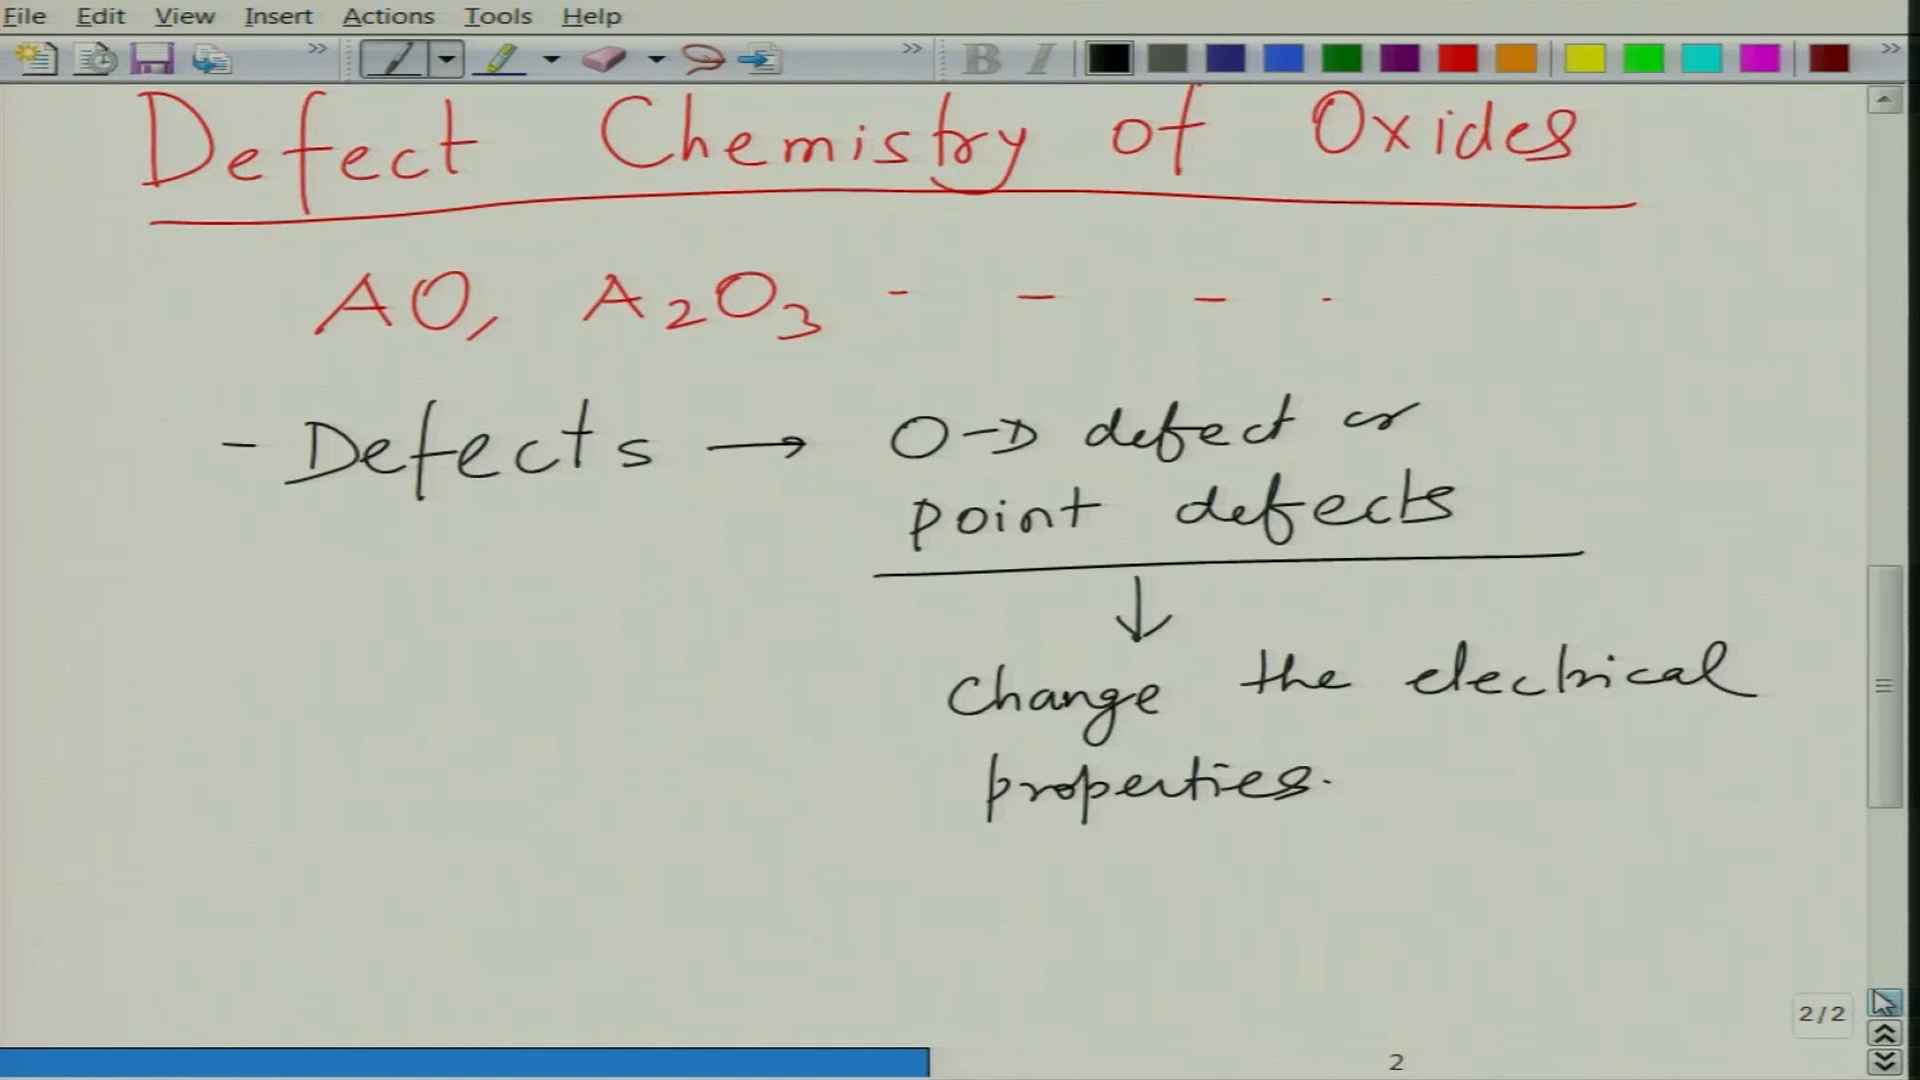 File Edit View Insert Actions Tools Help
B I
Defect Chemistry of Oxides
AO, A2O3 - - - .
- Defects → O-D defect or
point defects
↓
Change the electrical
properties.
2/2
2